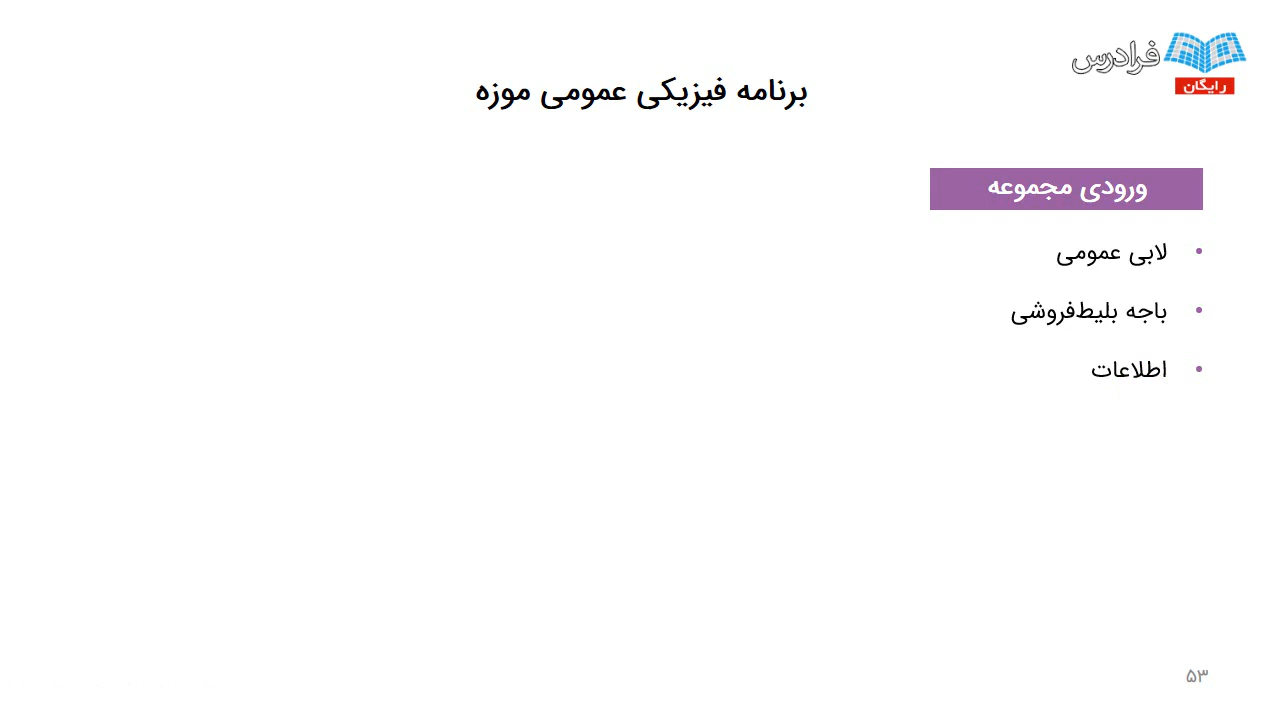 فرادرس
رایگان
برنامه فیزیکی عمومی موزه
ورودی مجموعه
• لابی عمومی
• باجه بلیط‌فروشی
• اطلاعات
۵۳